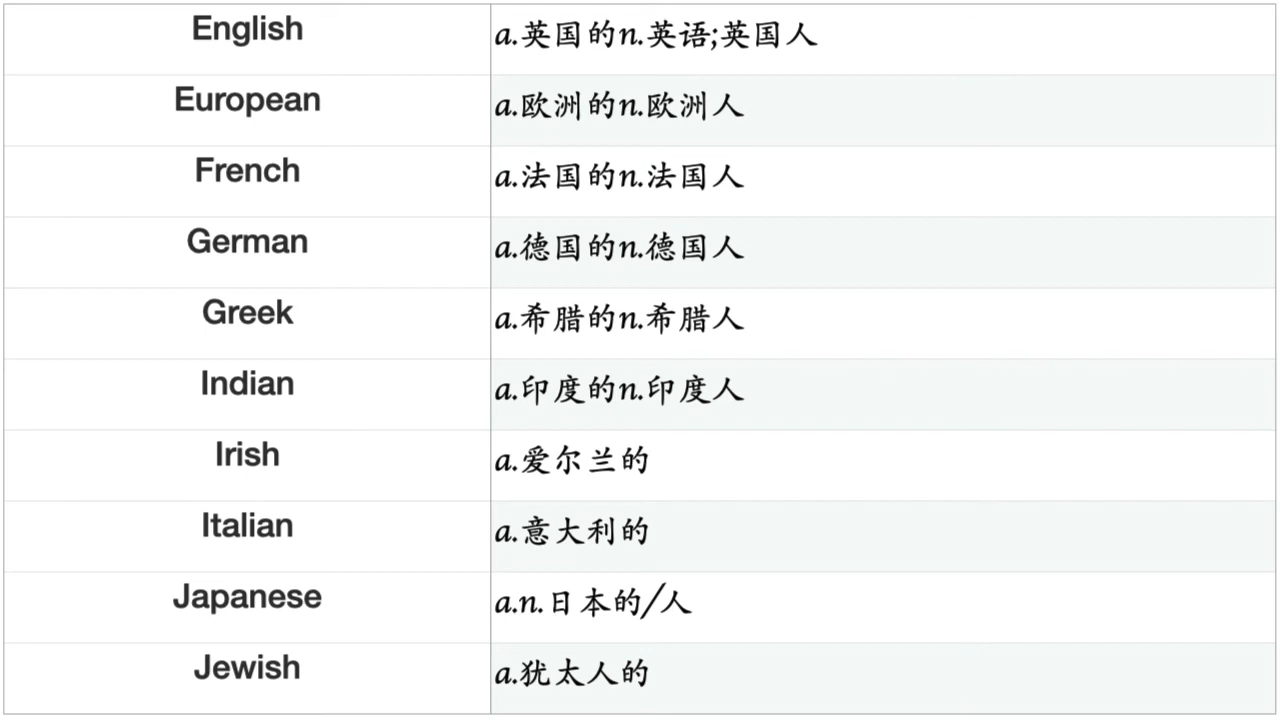 English a.英国的n.英语;英国人
European a.欧洲的n.欧洲人
French a.法国的n.法国人
German a.德国的n.德国人
Greek a.希腊的n.希腊人
Indian a.印度的n.印度人
Irish a.爱尔兰的
Italian a.意大利的
Japanese a.n.日本的/人
Jewish a.犹太人的